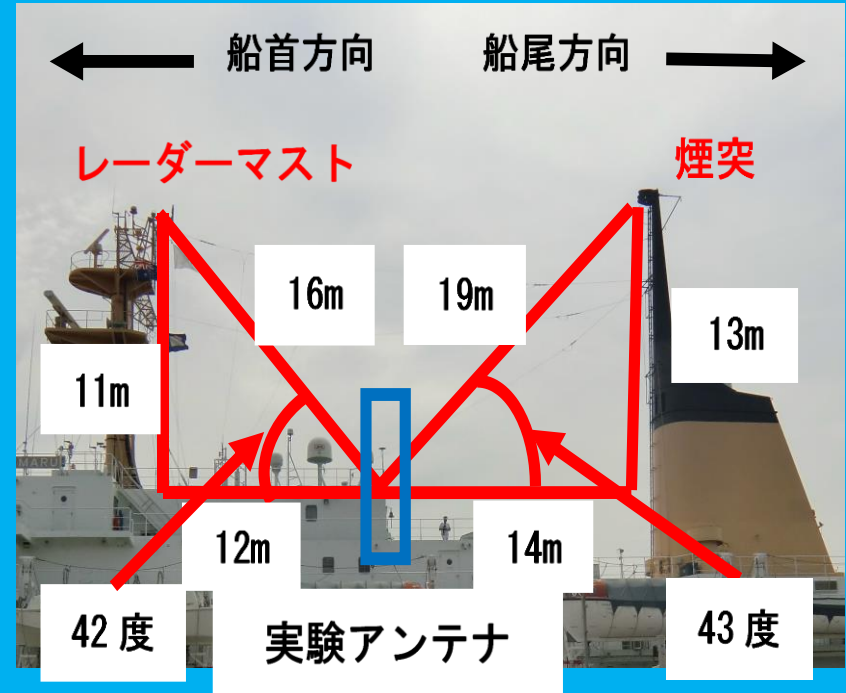 船首方向
船尾方向
レーダーマスト
煙突
16m
19m
13m
11m
MARU
12m
14m
42度
43度
実験アンテナ